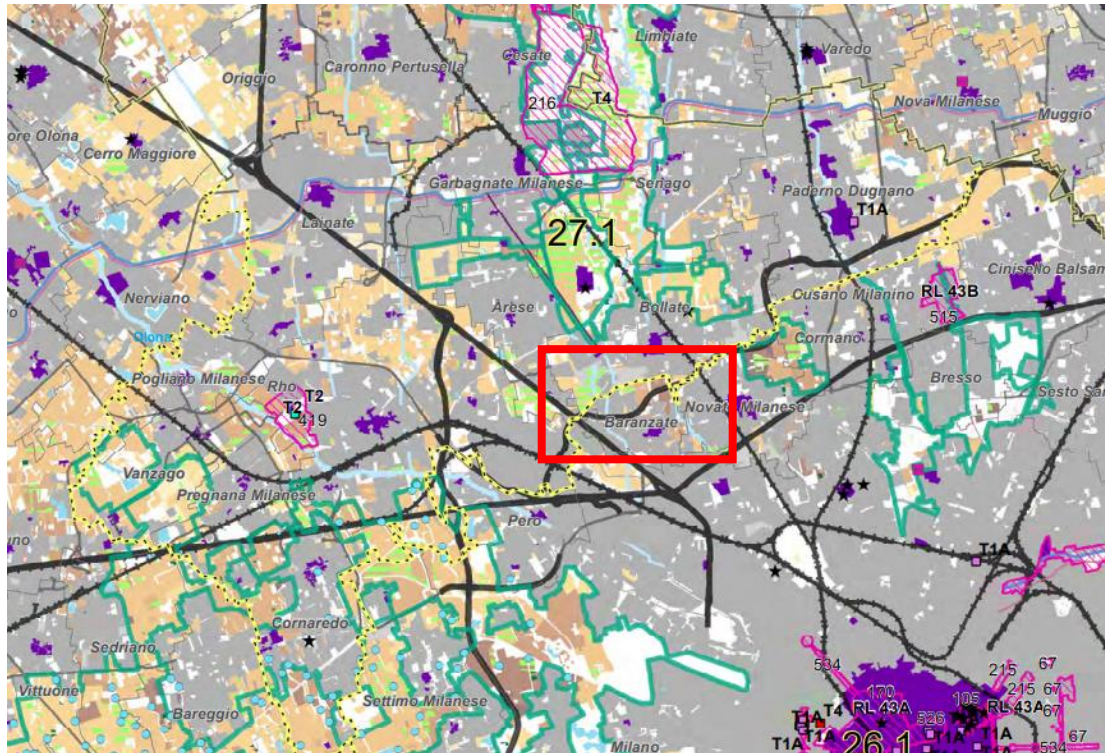 Limbiate
Cesate
Varedo
Caronno Pertusella
Origgio
T4
216
Nova Milanese
ore Olona
Muggio
Cerro Maggiore
Garbagnate Milanese
Senago
Paderno Dugnano
T1A
Lainate
27.1
Cinisello Balsam
RL 43B
Nerviano
Arese
Bollate
Cusano Milanino
515
Olona
Cormano
Pogliano Milanese
Rho
T2
T2
419
Bresso
Sesto Sa
Novate Milanese
Baranzate
Vanzago
Pregnana Milanese
Pero
uno
T1A
Cornaredo
Sedriano
Vittuone
Settimo Milanese
Bareggio
Milano
534
170
215
67
215
67
105
RL 43A
RL 43A
67
T4
T1A
T1A
T1A
526
T1A
T1A
26.1
67
534